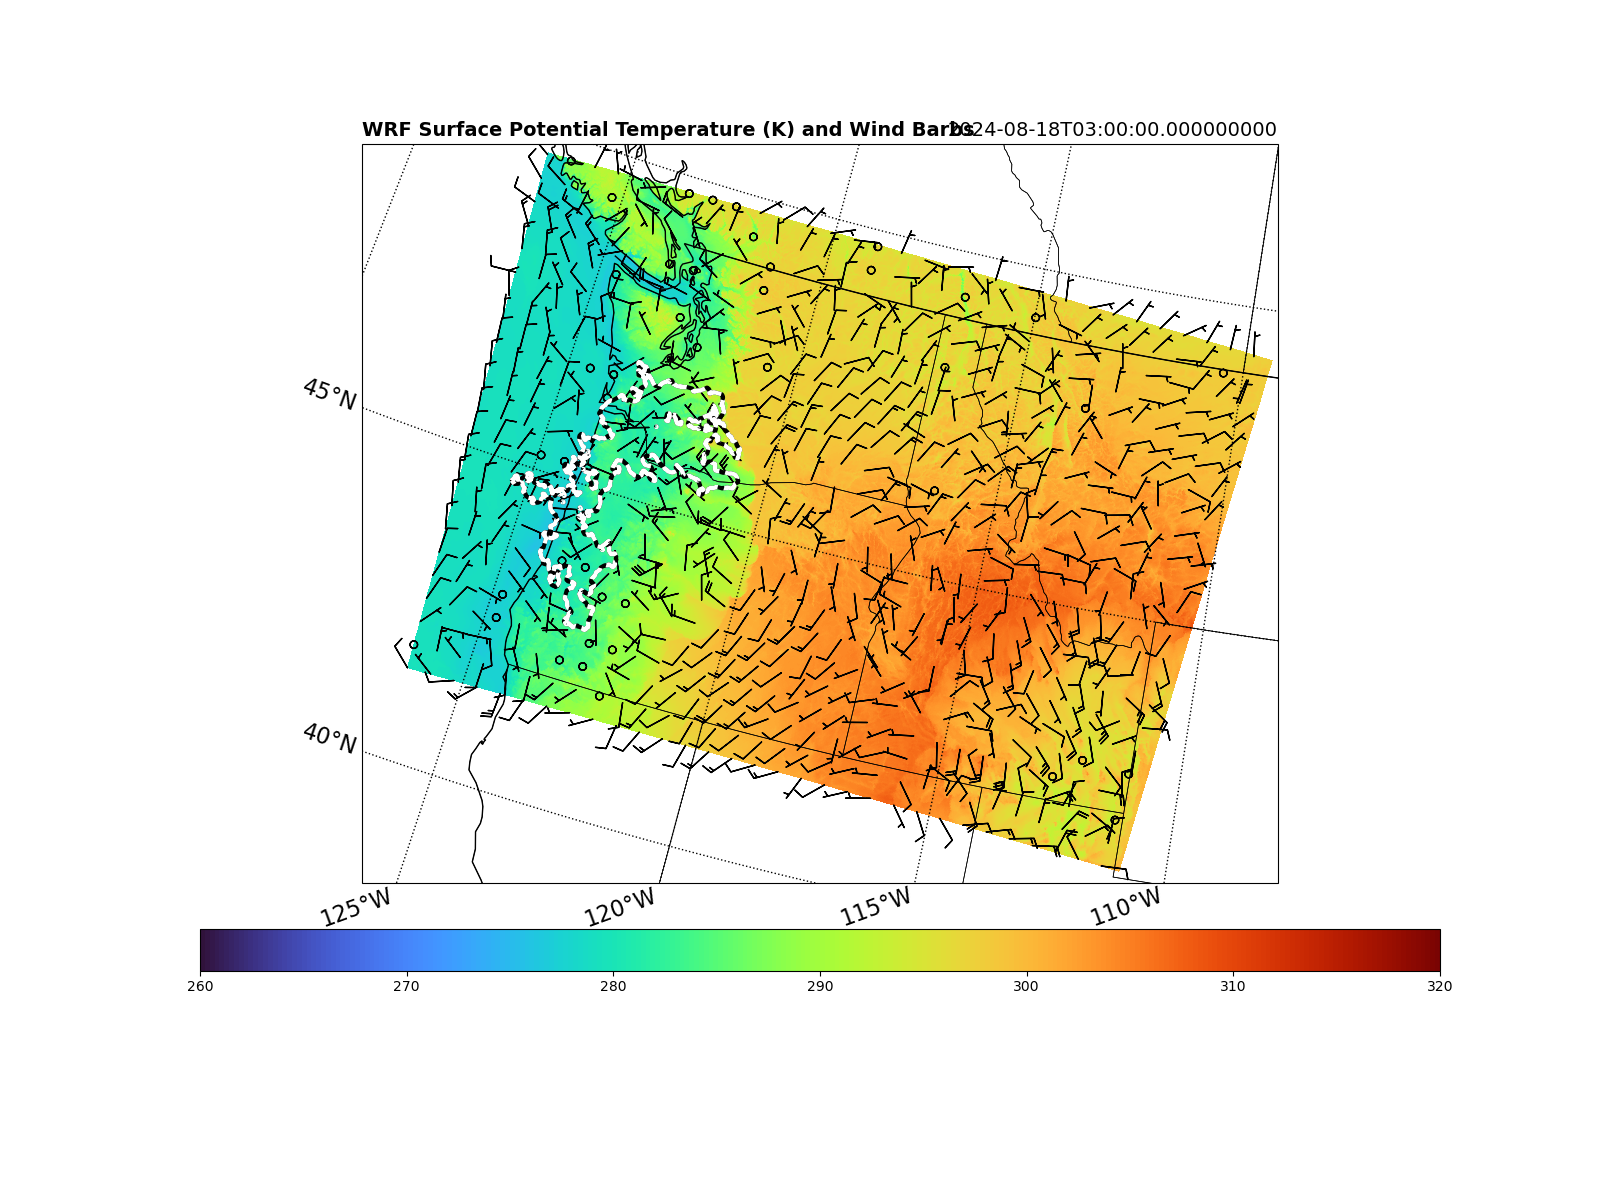 WRF Surface Potential Temperature (K) and Wind Barbs 2024-08-18T03:00:00.000000000
45°N
40°N
125°W 120°W 115°W 110°W
260 270 280 290 300 310 320